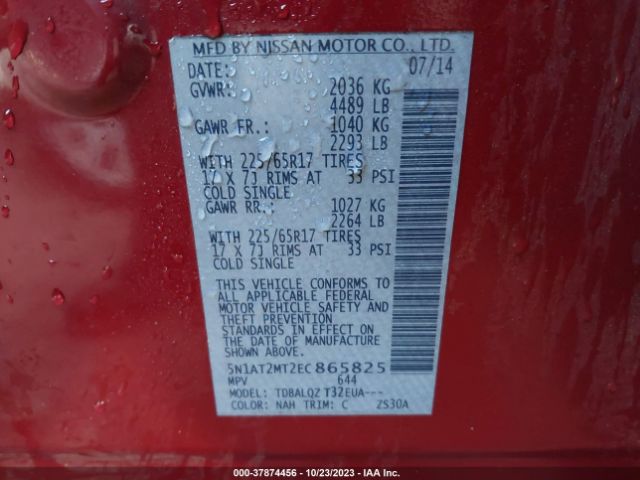 MFD BY NISSAN MOTOR CO., LTD.
DATE: 07/14
GVWR: 2036 KG
4489 LB
GAWR FR.: 1040 KG
2293 LB
WITH 225/65R17 TIRES
17 X 7J RIMS AT 33 PSI
COLD SINGLE
GAWR RR.: 1027 KG
2264 LB
WITH 225/65R17 TIRES
17 X 7J RIMS AT 33 PSI
COLD SINGLE
THIS VEHICLE CONFORMS TO
ALL APPLICABLE FEDERAL
MOTOR VEHICLE SAFETY AND
THEFT PREVENTION
STANDARDS IN EFFECT ON
THE DATE OF MANUFACTURE
SHOWN ABOVE.
5N1AT2MT2EC865825
MPV 644
MODEL: TDBALQZ T32EUA---
COLOR: NAH TRIM: C ZS30A
000-37874456 - 10/23/2023 - IAA Inc.